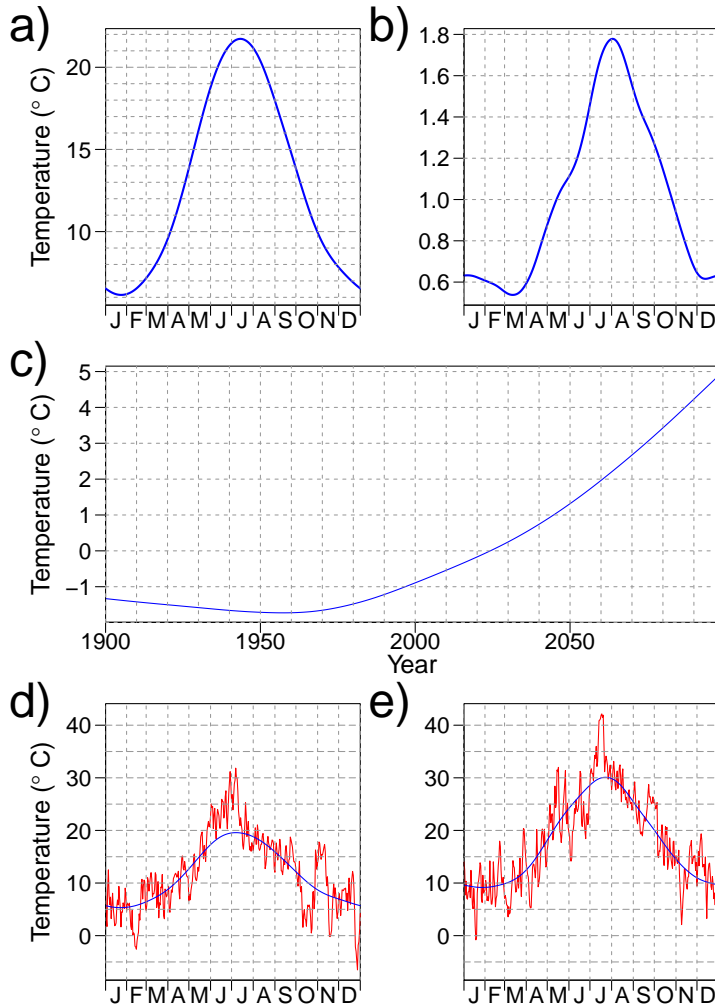 a)
Temperature (° C)
20
15
10
J F M A M J J A S O N D
b)
1.8
1.6
1.4
1.2
1.0
0.8
0.6
J F M A M J J A S O N D
c)
Temperature (° C)
5
4
3
2
1
0
−1
1900 1950 2000 2050
Year
d)
Temperature (° C)
40
30
20
10
0
J F M A M J J A S O N D
e)
40
30
20
10
0
J F M A M J J A S O N D